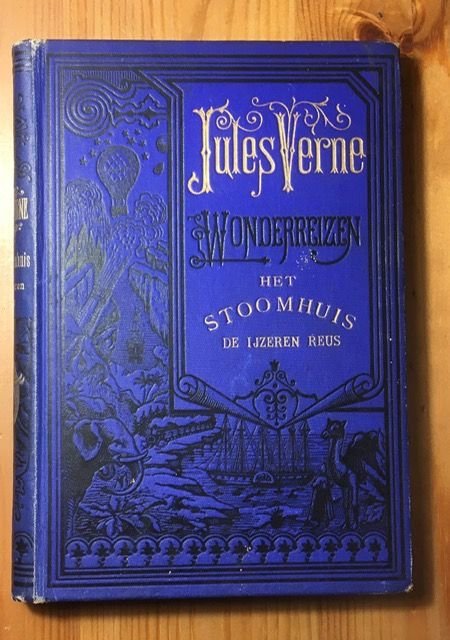 Jules Verne
WONDERREIZEN
HET
STOOMHUIS
DE IJZEREN REUS